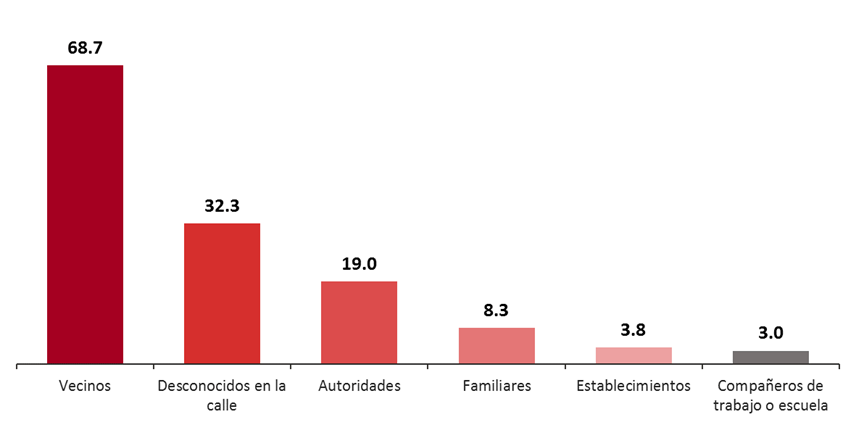 68.7
32.3
19.0
8.3
3.8
3.0
Vecinos
Desconocidos en la
calle
Autoridades
Familiares
Establecimientos
Compañeros de
trabajo o escuela